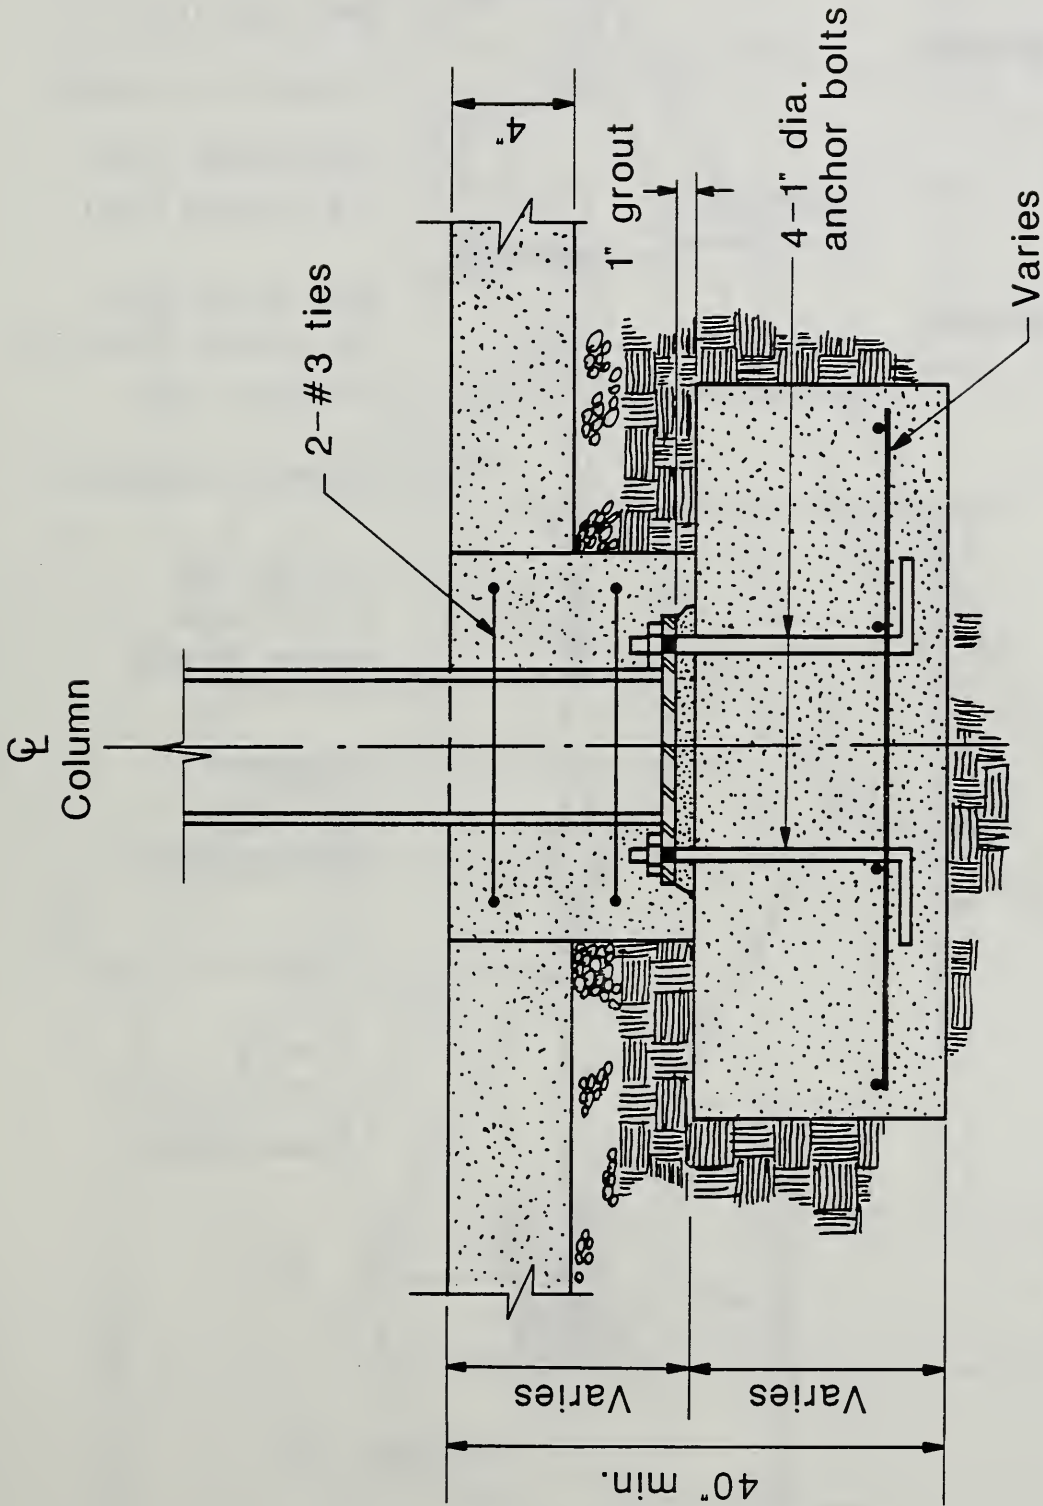 ℄
Column
2-#3 ties
4"
1" grout
4-1" dia.
anchor bolts
Varies
Varies
Varies
40" min.